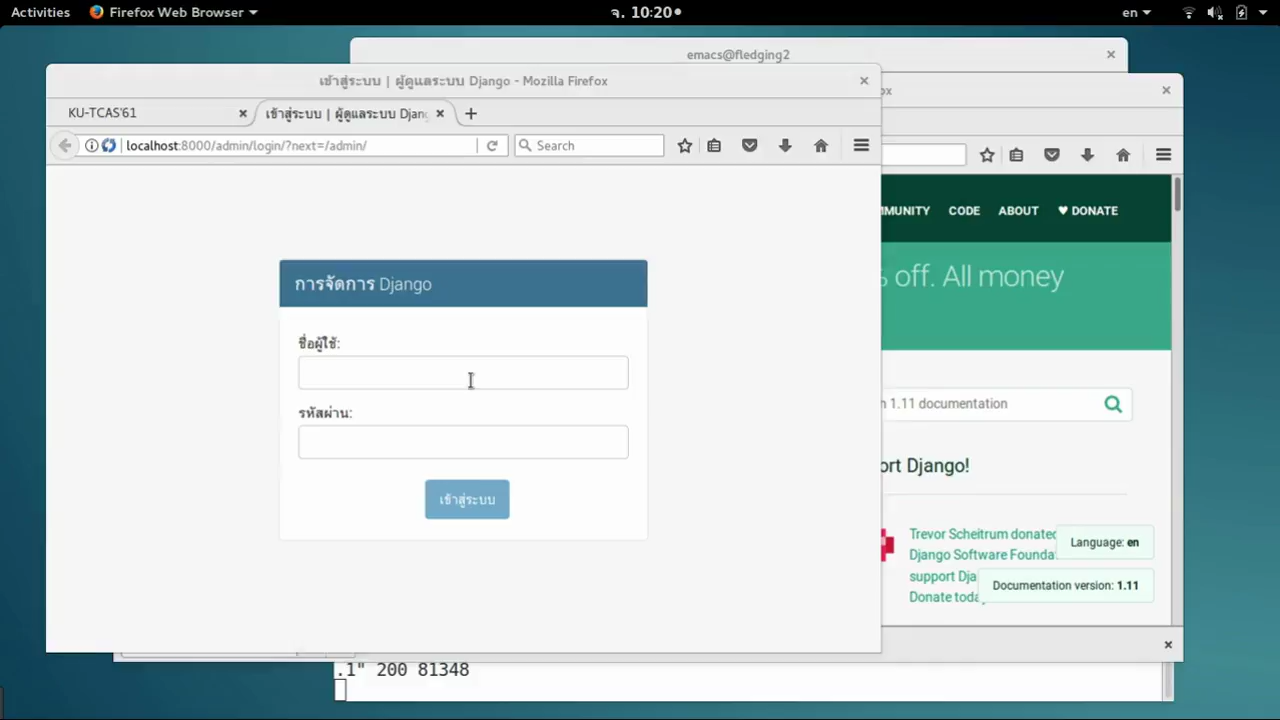 Activities
Firefox Web Browser
จ. 10:20
en
emacs@fledging2
เข้าสู่ระบบ | ผู้ดูแลระบบ Django - Mozilla Firefox
ox
KU-TCAS'61
เข้าสู่ระบบ | ผู้ดูแลระบบ Djang
localhost:8000/admin/login/?next=/admin/
Search
MMUNITY
CODE
ABOUT
DONATE
% off. All money
การจัดการ Django
ชื่อผู้ใช้:
รหัสผ่าน:
เข้าสู่ระบบ
h 1.11 documentation
ort Django!
Trevor Scheitrum donated
Django Software Founda
support Dja
Donate today
Language: en
Documentation version: 1.11
.1" 200 81348